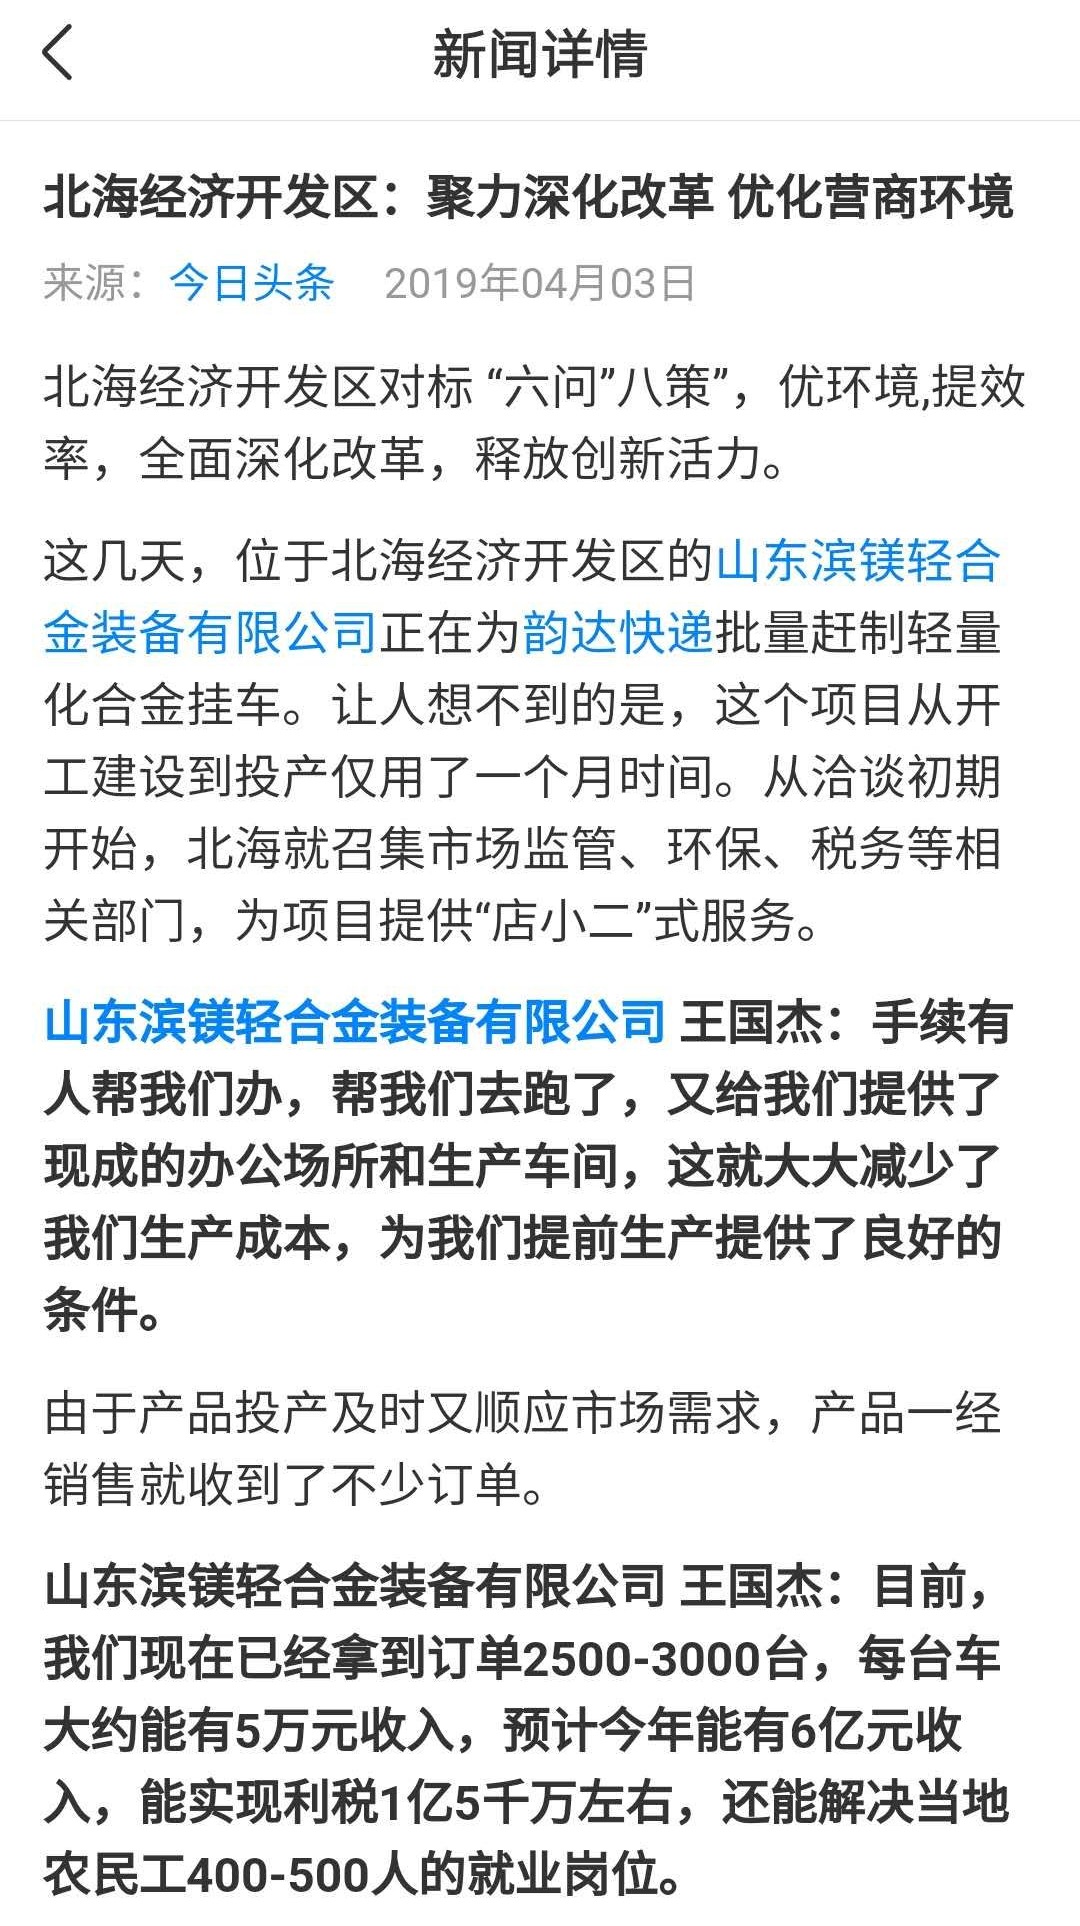 新闻详情
北海经济开发区：聚力深化改革 优化营商环境
来源：今日头条 2019年04月03日
北海经济开发区对标 “六问”八策”，优环境,提效
率，全面深化改革，释放创新活力。
这几天，位于北海经济开发区的山东滨镁轻合
金装备有限公司正在为韵达快递批量赶制轻量
化合金挂车。让人想不到的是，这个项目从开
工建设到投产仅用了一个月时间。从洽谈初期
开始，北海就召集市场监管、环保、税务等相
关部门，为项目提供“店小二”式服务。
山东滨镁轻合金装备有限公司 王国杰：手续有
人帮我们办，帮我们去跑了，又给我们提供了
现成的办公场所和生产车间，这就大大减少了
我们生产成本，为我们提前生产提供了良好的
条件。
由于产品投产及时又顺应市场需求，产品一经
销售就收到了不少订单。
山东滨镁轻合金装备有限公司 王国杰：目前，
我们现在已经拿到订单2500-3000台，每台车
大约能有5万元收入，预计今年能有6亿元收
入，能实现利税1亿5千万左右，还能解决当地
农民工400-500人的就业岗位。